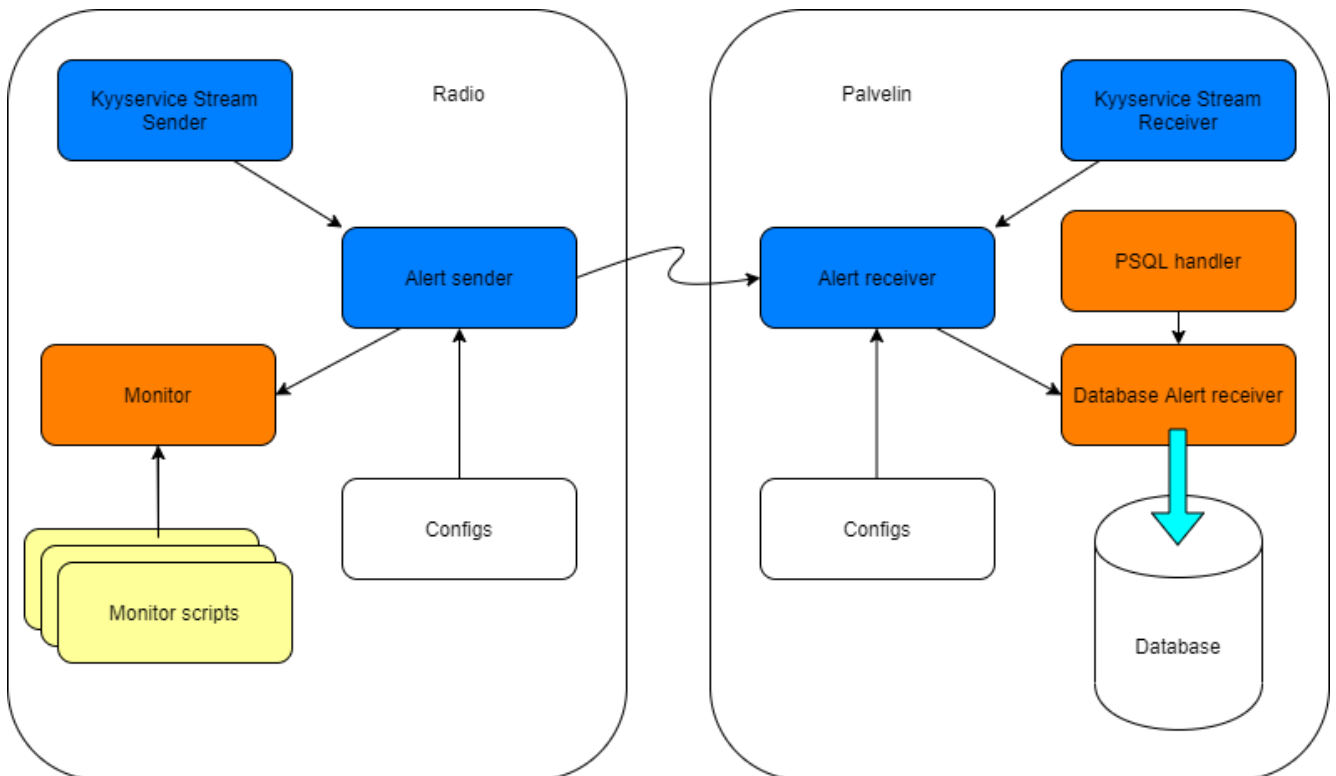 Radio
Kyyservice Stream
Sender
Alert sender
Monitor
Configs
Monitor scripts
Palvelin
Kyyservice Stream
Receiver
Alert receiver
PSQL handler
Database Alert receiver
Configs
Database